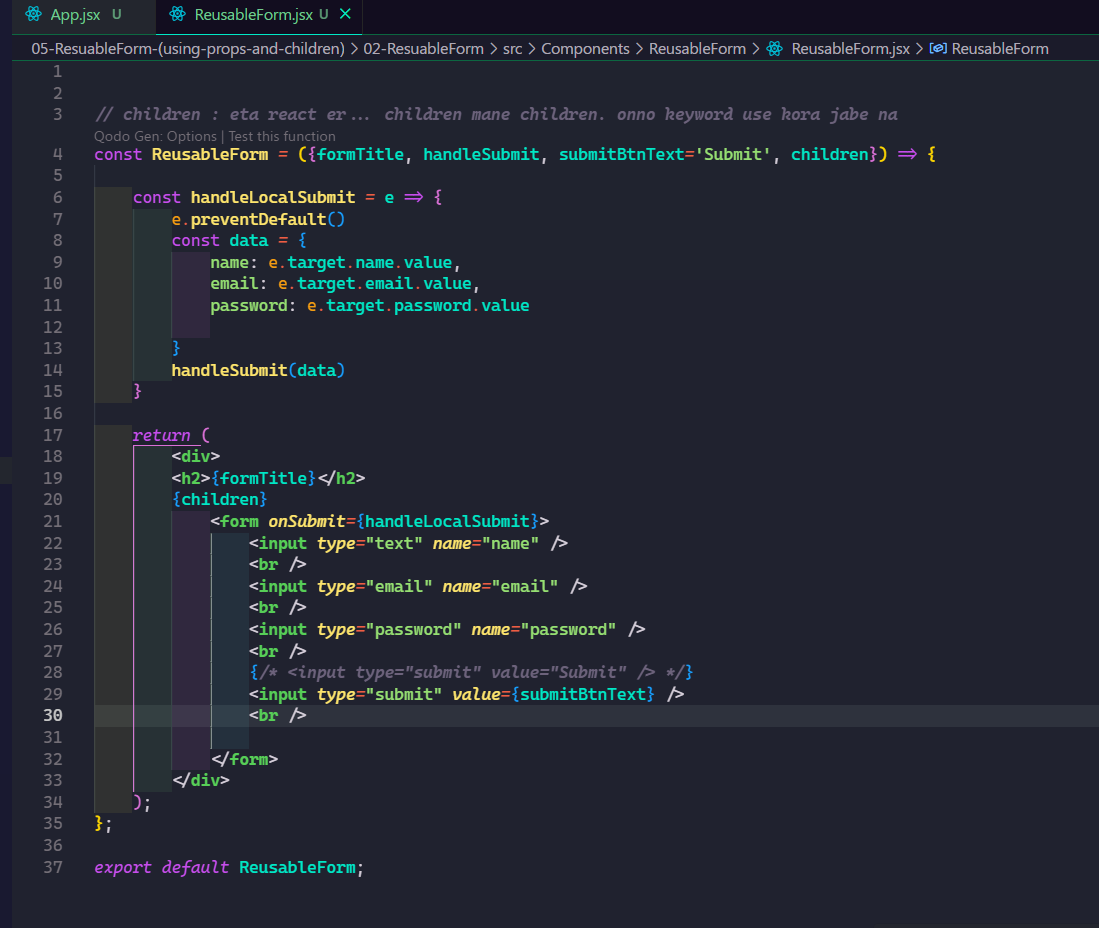 App.jsx U ReusableForm.jsx U ×
05-ResuableForm-(using-props-and-children) > 02-ResuableForm > src > Components > ReusableForm > ReusableForm.jsx > ReusableForm
1
2
3 // children : eta react er... children mane children. onno keyword use kora jabe na
Qodo Gen: Options | Test this function
4 const ReusableForm = ({formTitle, handleSubmit, submitBtnText='Submit', children}) => {
5
6 const handleLocalSubmit = e => {
7 e.preventDefault()
8 const data = {
9 name: e.target.name.value,
10 email: e.target.email.value,
11 password: e.target.password.value
12
13 }
14 handleSubmit(data)
15 }
16
17 return (
18 <div>
19 <h2>{formTitle}</h2>
20 {children}
21 <form onSubmit={handleLocalSubmit}>
22 <input type="text" name="name" />
23 <br />
24 <input type="email" name="email" />
25 <br />
26 <input type="password" name="password" />
27 <br />
28 {/* <input type="submit" value="Submit" /> */}
29 <input type="submit" value={submitBtnText} />
30 <br />
31
32 </form>
33 </div>
34 );
35 };
36
37 export default ReusableForm;